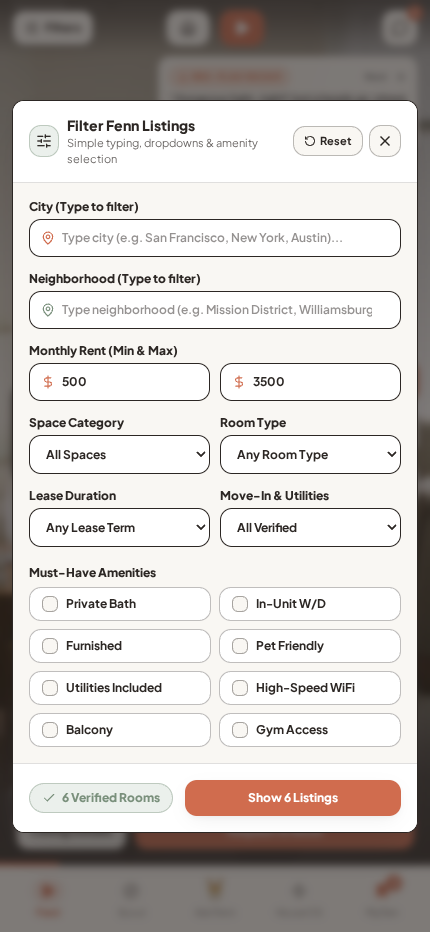 Filter Fenn Listings
Simple typing, dropdowns & amenity
selection
Reset
City (Type to filter)
Type city (e.g. San Francisco, New York, Austin)...
Neighborhood (Type to filter)
Type neighborhood (e.g. Mission District, Williamsburg
Monthly Rent (Min & Max)
$ 500
$ 3500
Space Category
Room Type
All Spaces
Any Room Type
Lease Duration
Move-In & Utilities
Any Lease Term
All Verified
Must-Have Amenities
Private Bath
In-Unit W/D
Furnished
Pet Friendly
Utilities Included
High-Speed WiFi
Balcony
Gym Access
6 Verified Rooms
Show 6 Listings